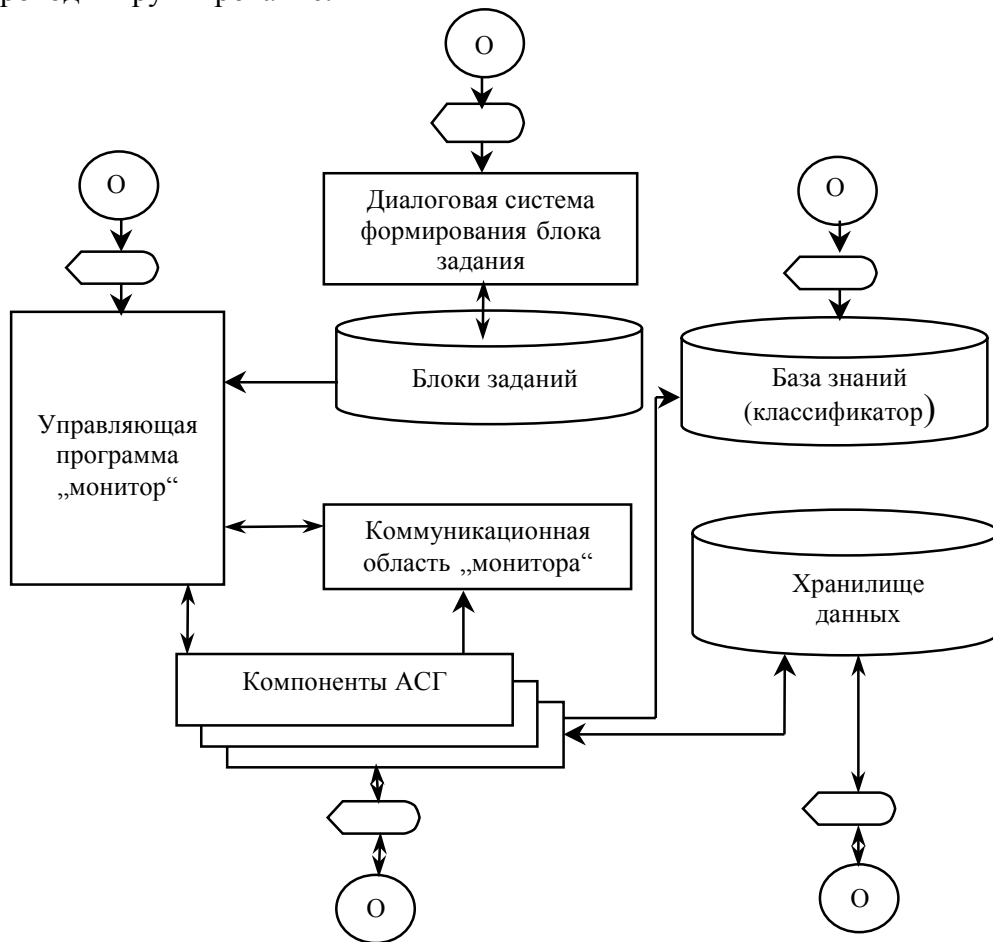 О
О
О
Диалоговая система
формирования блока
задания
Блоки заданий
База знаний
(классификатор)
Управляющая
программа
„монитор“
Коммуникационная
область „монитора“
Хранилище
данных
Компоненты АСГ
О
О